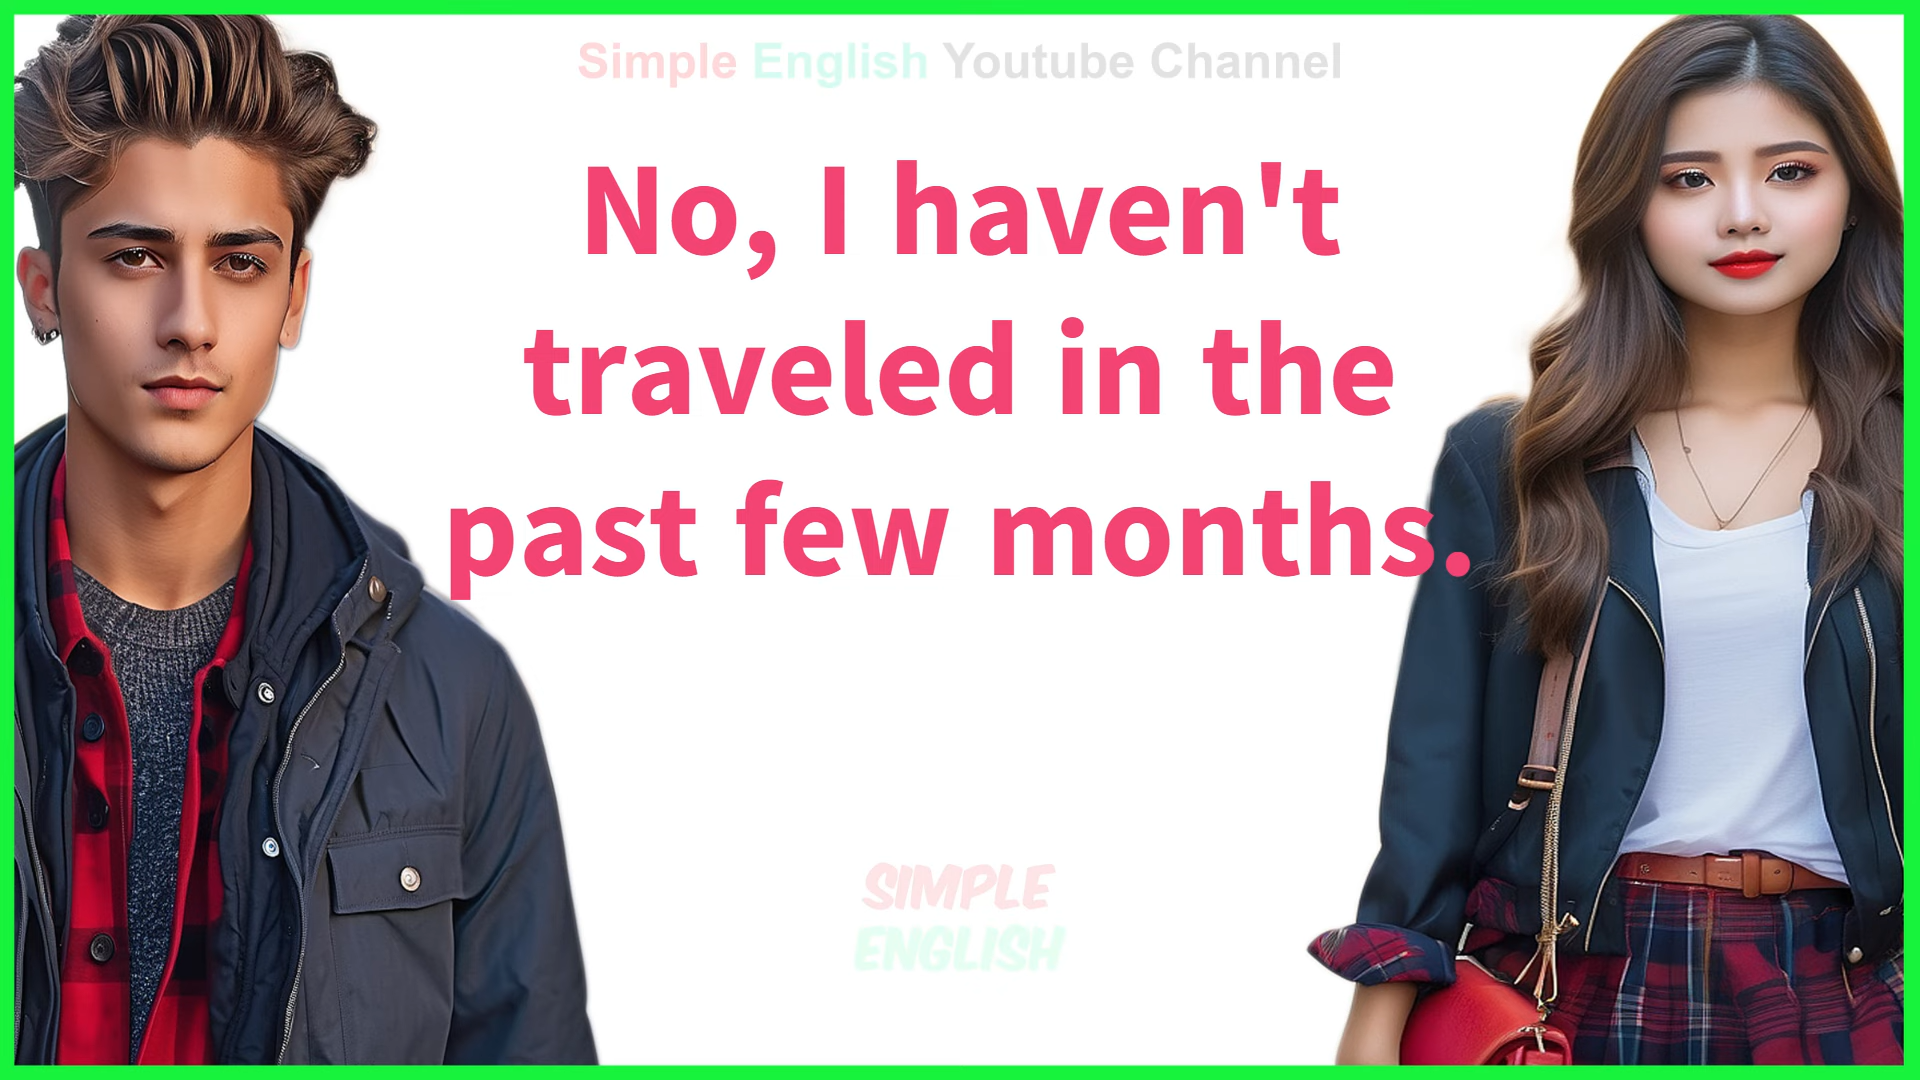 Simple English Youtube Channel
No, I haven't
traveled in the
past few months.
SIMPLE
ENGLISH